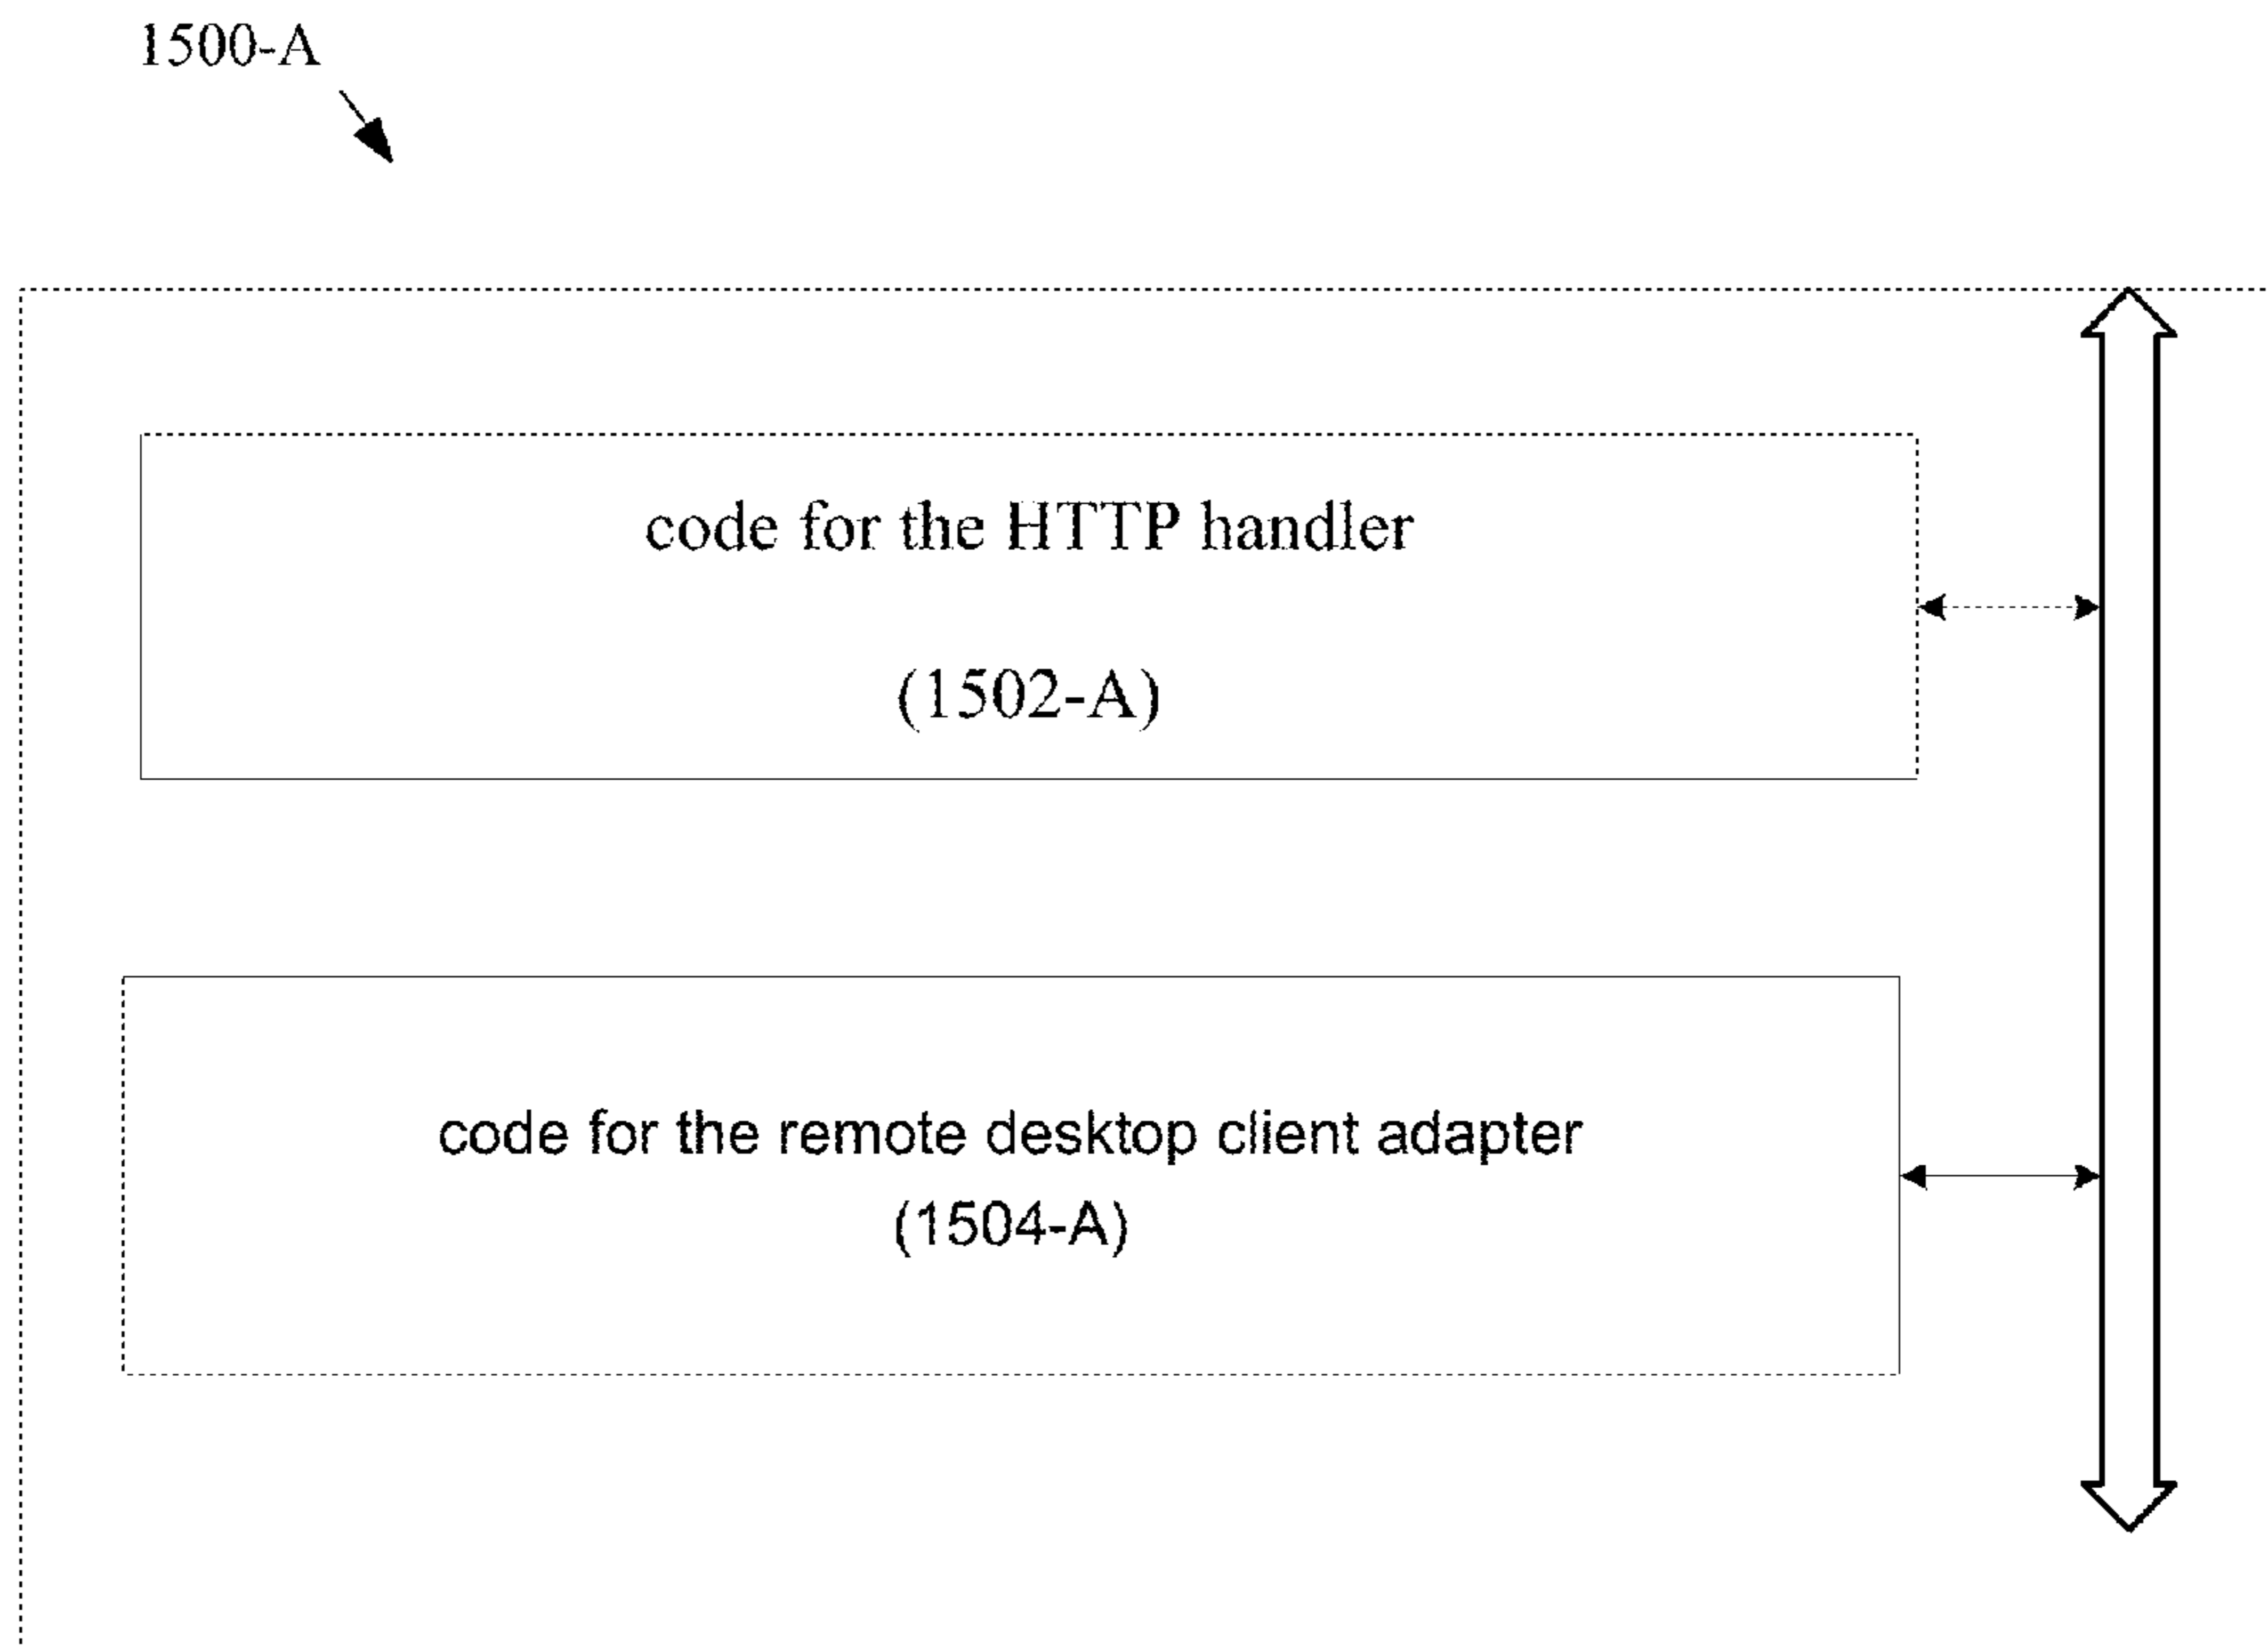 1500-A
code for the HTTP handler
(1502-A)
code for the remote desktop client adapter
(1504-A)